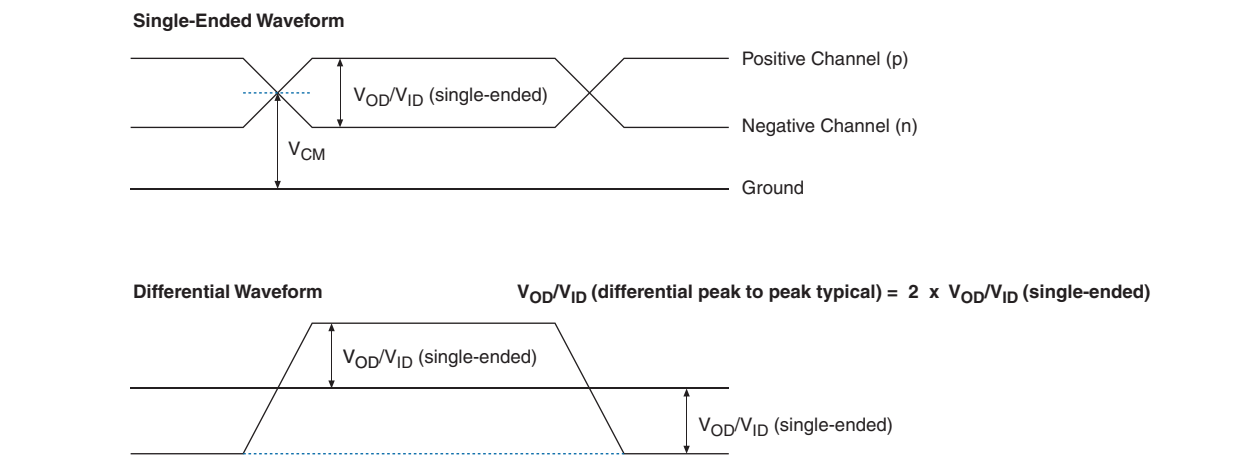 Single-Ended Waveform
Positive Channel (p)
VOD/VID (single-ended)
Negative Channel (n)
VCM
Ground
Differential Waveform
VOD/VID (differential peak to peak typical) = 2 x VOD/VID (single-ended)
VOD/VID (single-ended)
VOD/VID (single-ended)